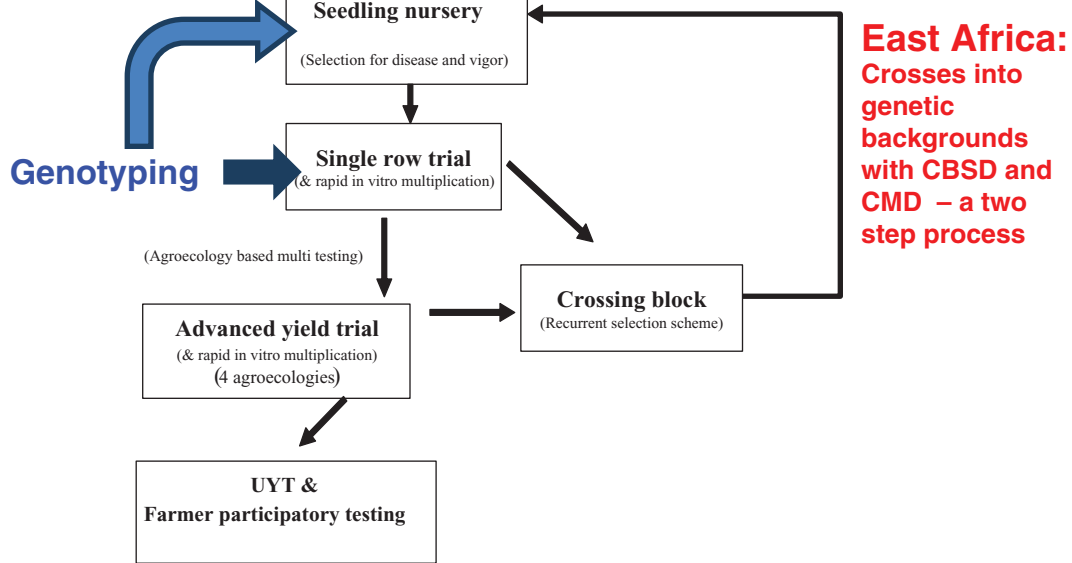 Seedling nursery
(Selection for disease and vigor)
Genotyping
Single row trial
(& rapid in vitro multiplication)
East Africa:
Crosses into
genetic
backgrounds
with CBSD and
CMD – a two
step process
(Agroecology based multi testing)
Crossing block
(Recurrent selection scheme)
Advanced yield trial
(& rapid in vitro multiplication)
(4 agroecologies)
UYT &
Farmer participatory testing